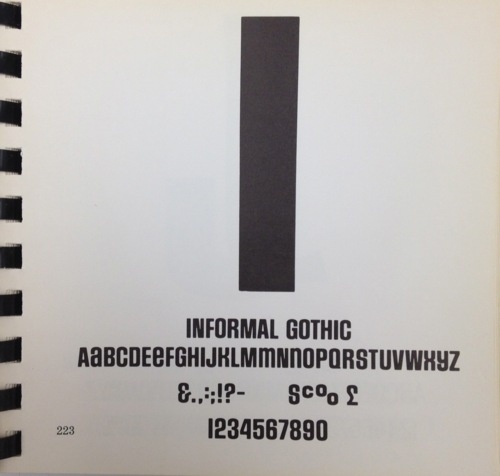 I
INFORMAL GOTHIC
AaBCDEeFGHIJKLMmNnOPQRSTUVWXYZ
&.,:;!?- $¢% £
1234567890
223